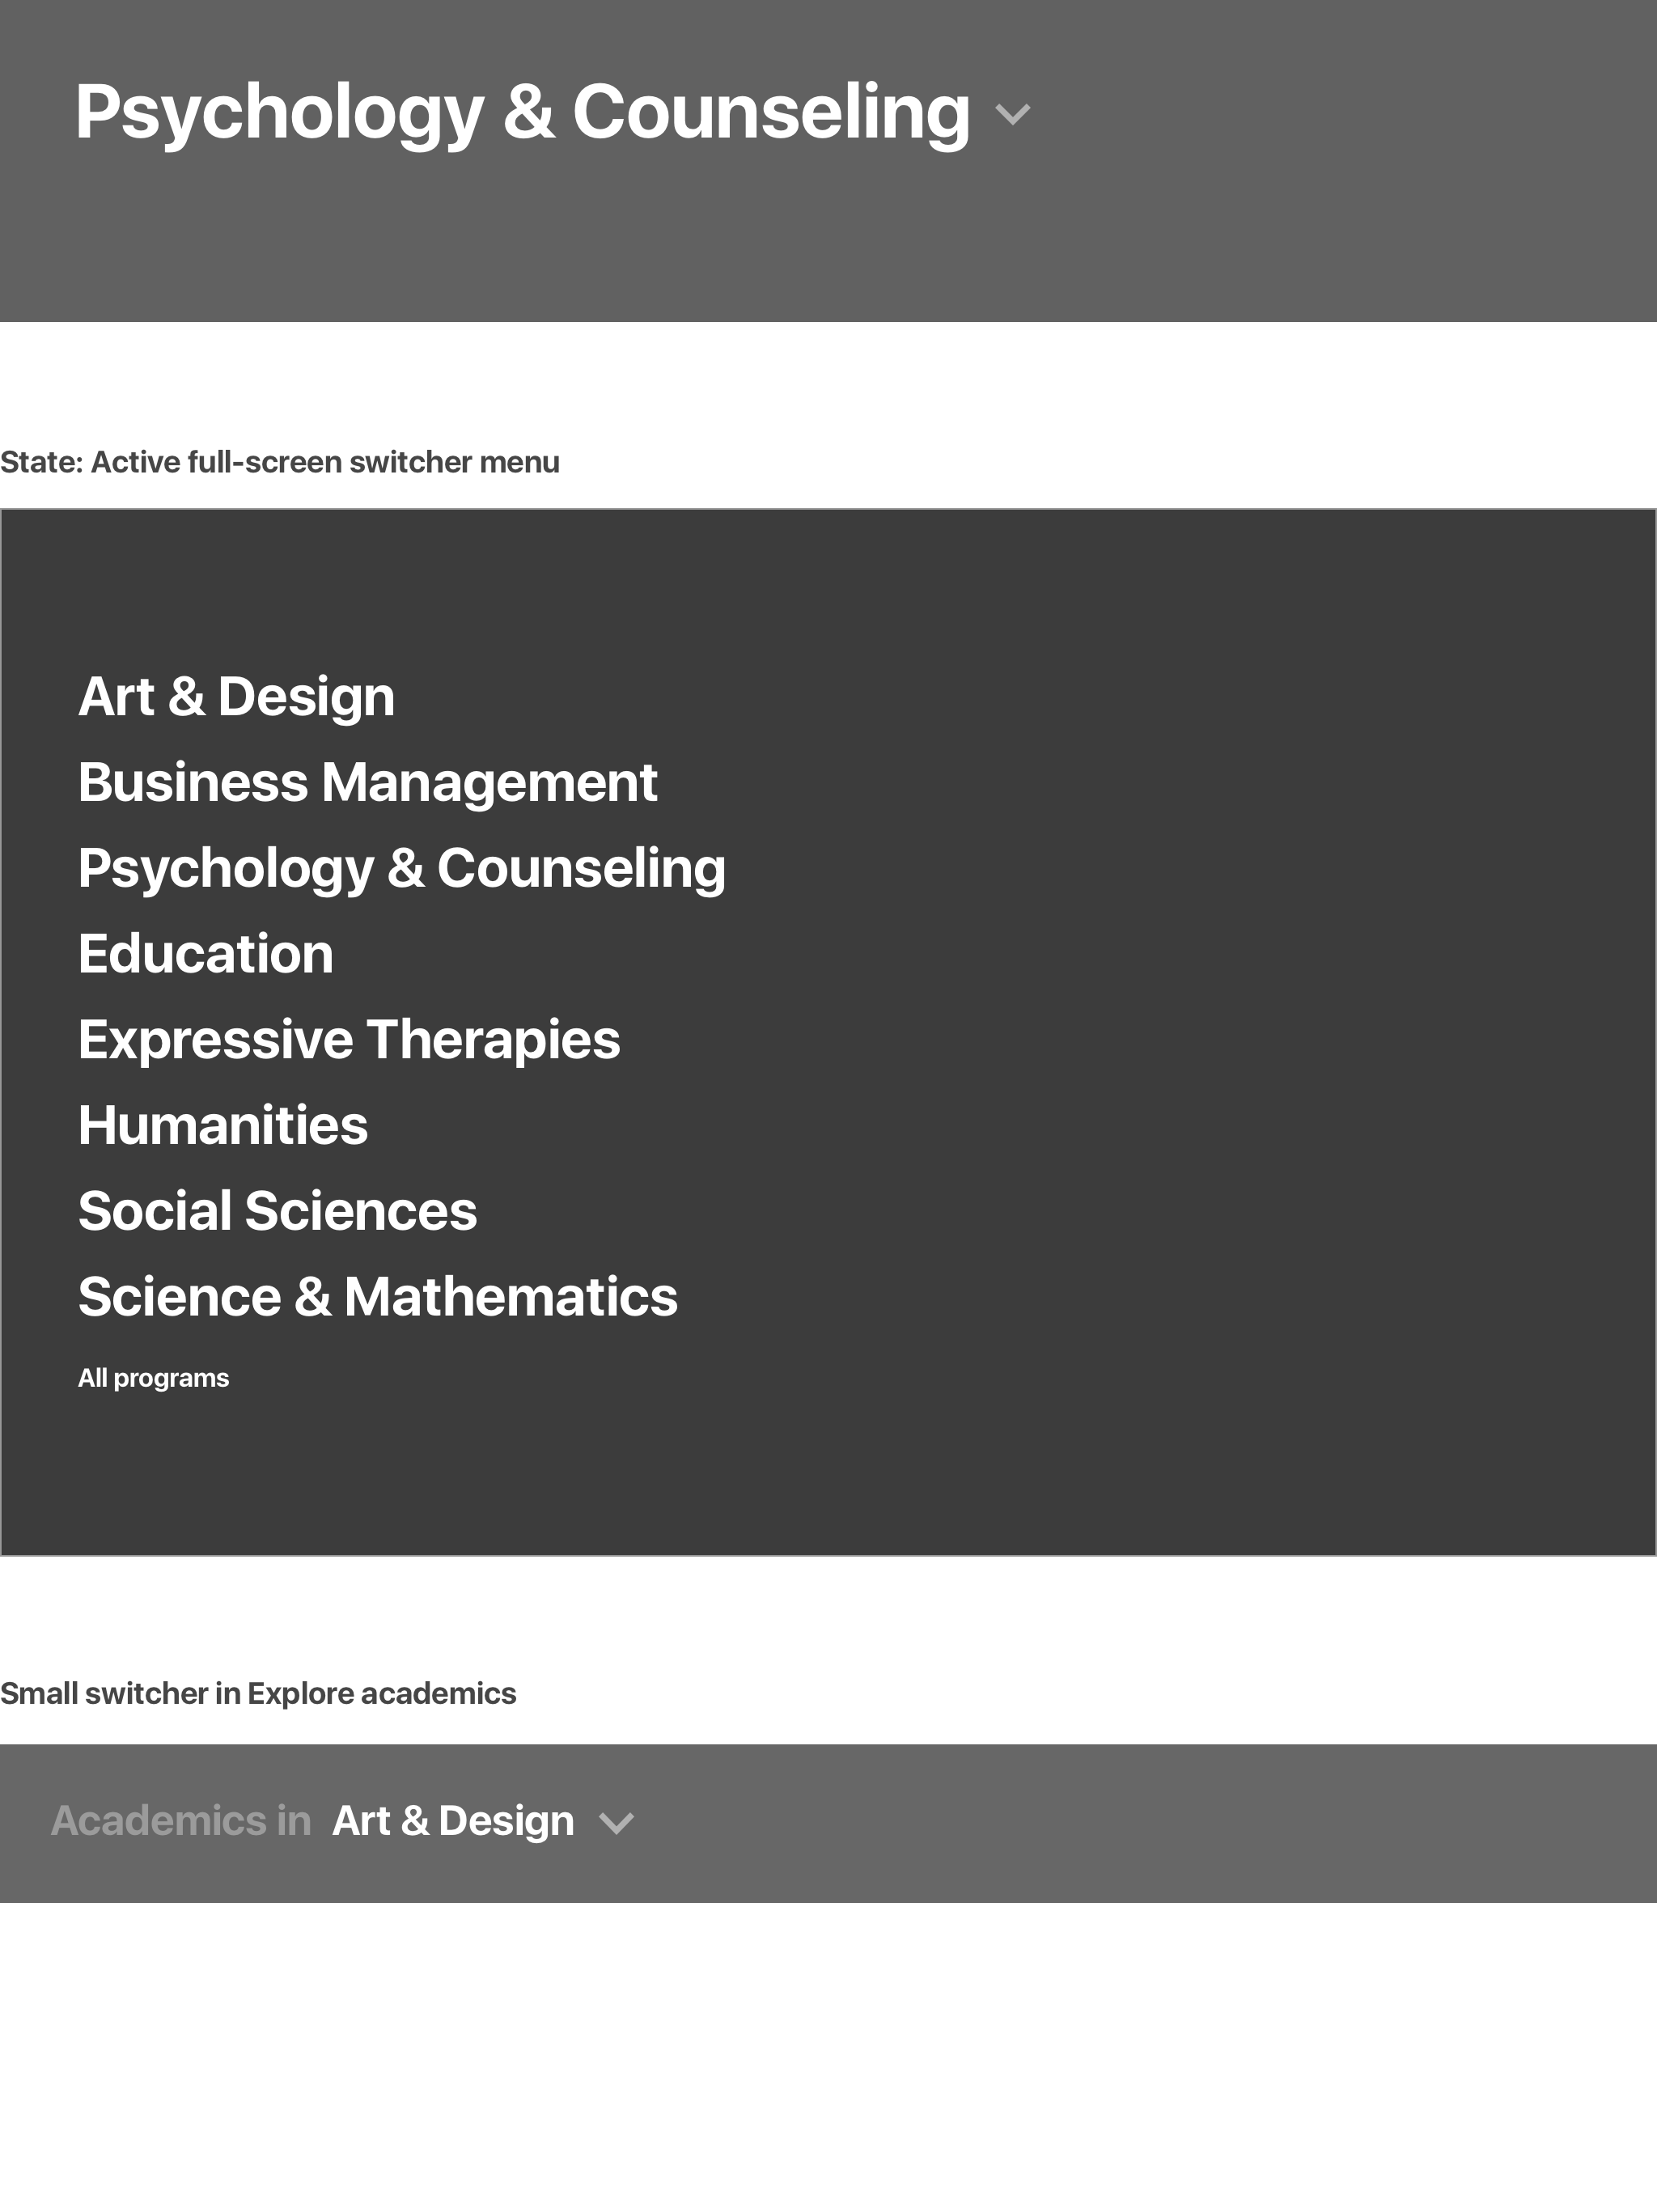 Psychology & Counseling
State: Active full-screen switcher menu
Art & Design
Business Management
Psychology & Counseling
Education
Expressive Therapies
Humanities
Social Sciences
Science & Mathematics
All programs
Small switcher in Explore academics
Academics in Art & Design